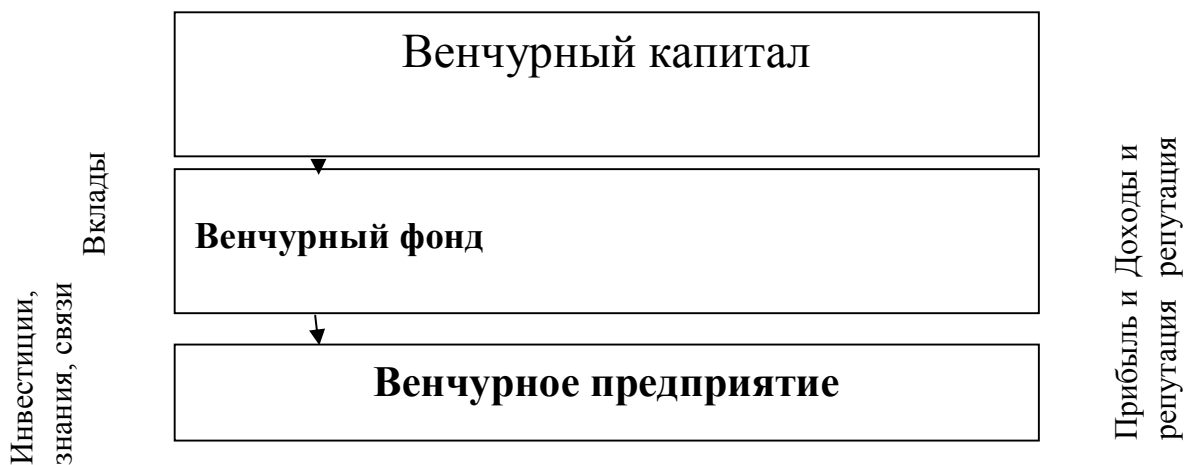 Венчурный капитал
Вклады
Венчурный фонд
Инвестиции,
знания, связи
Венчурное предприятие
Доходы и
репутация
Прибыль и
репутация